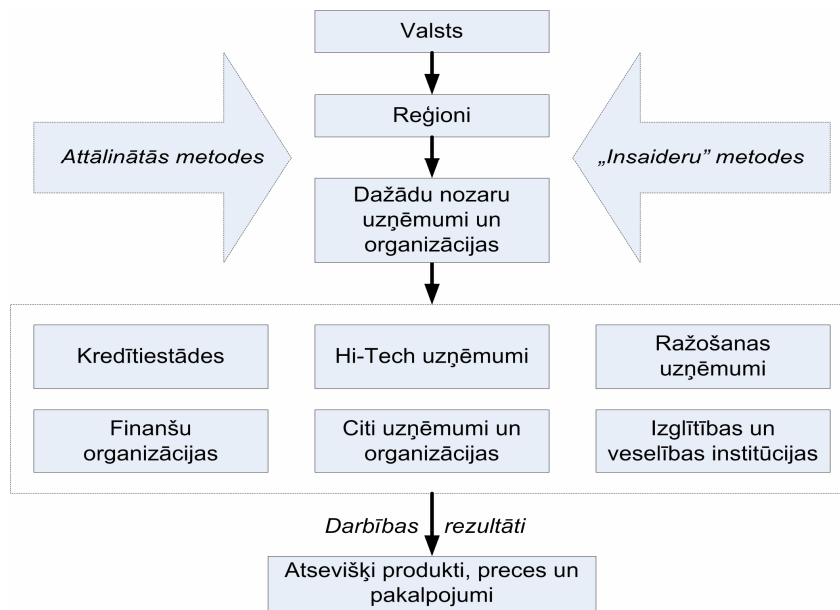 Valsts
Reģioni
Attālinātās metodes
„Insaideru” metodes
Dažādu nozaru
uzņēmumi un
organizācijas
Kredītiestādes
Hi-Tech uzņēmumi
Ražošanas
uzņēmumi
Finanšu
organizācijas
Citi uzņēmumi un
organizācijas
Izglītības un
veselības institūcijas
Darbības rezultāti
Atsevišķi produkti, preces un
pakalpojumi